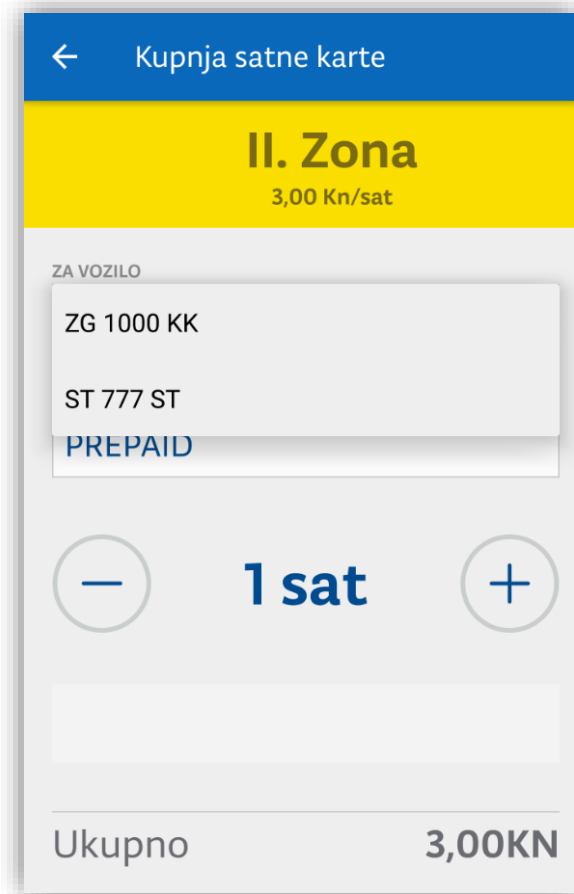 Kupnja satne karte
II. Zona
3,00 Kn/sat
ZA VOZILO
ZG 1000 KK
ST 777 ST
PREPAID
1 sat
Ukupno 3,00KN